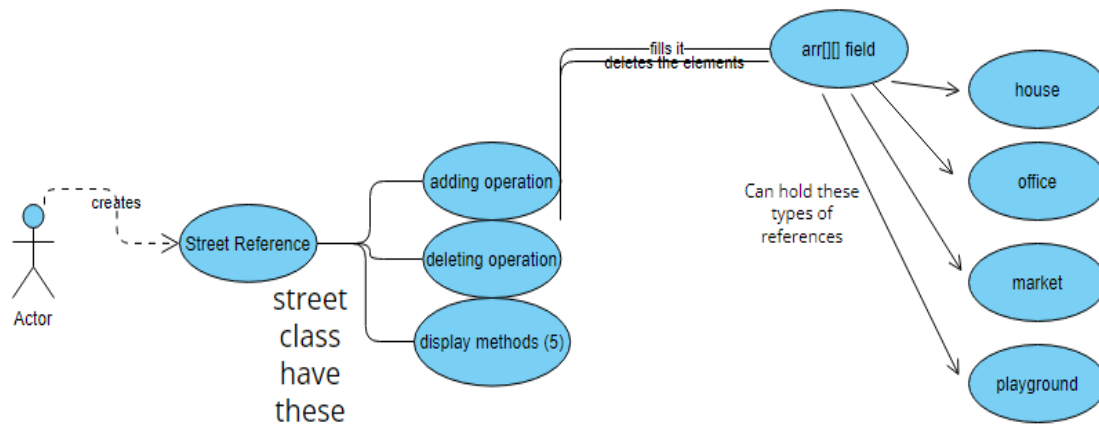 fills it
deletes the elements
arr[][] field
house
adding operation
office
Can hold these
types of
references
creates
Street Reference
deleting operation
street
class
have
these
market
Actor
display methods (5)
playground